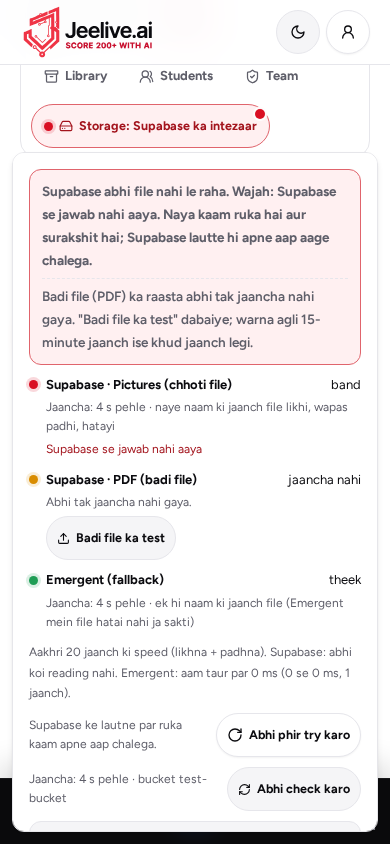 Jeelive.ai
SCORE 200+ WITH AI
Library Students Team
Storage: Supabase ka intezaar
Supabase abhi file nahi le raha. Wajah: Supabase
se jawab nahi aaya. Naya kaam ruka hai aur
surakshit hai; Supabase lautte hi apne aap aage
chalega.
Badi file (PDF) ka raasta abhi tak jaancha nahi
gaya. "Badi file ka test" dabaiye; warna agli 15-
minute jaanch ise khud jaanch legi.
Supabase · Pictures (chhoti file) band
Jaancha: 4 s pehle · naye naam ki jaanch file likhi, wapas
padhi, hatayi
Supabase se jawab nahi aaya
Supabase · PDF (badi file) jaancha nahi
Abhi tak jaancha nahi gaya.
Badi file ka test
Emergent (fallback) theek
Jaancha: 4 s pehle · ek hi naam ki jaanch file (Emergent
mein file hatai nahi ja sakti)
Aakhri 20 jaanch ki speed (likhna + padhna). Supabase: abhi
koi reading nahi. Emergent: aam taur par 0 ms (0 se 0 ms, 1
jaanch).
Supabase ke lautne par ruka
kaam apne aap chalega.
Abhi phir try karo
Jaancha: 4 s pehle · bucket test-
bucket
Abhi check karo